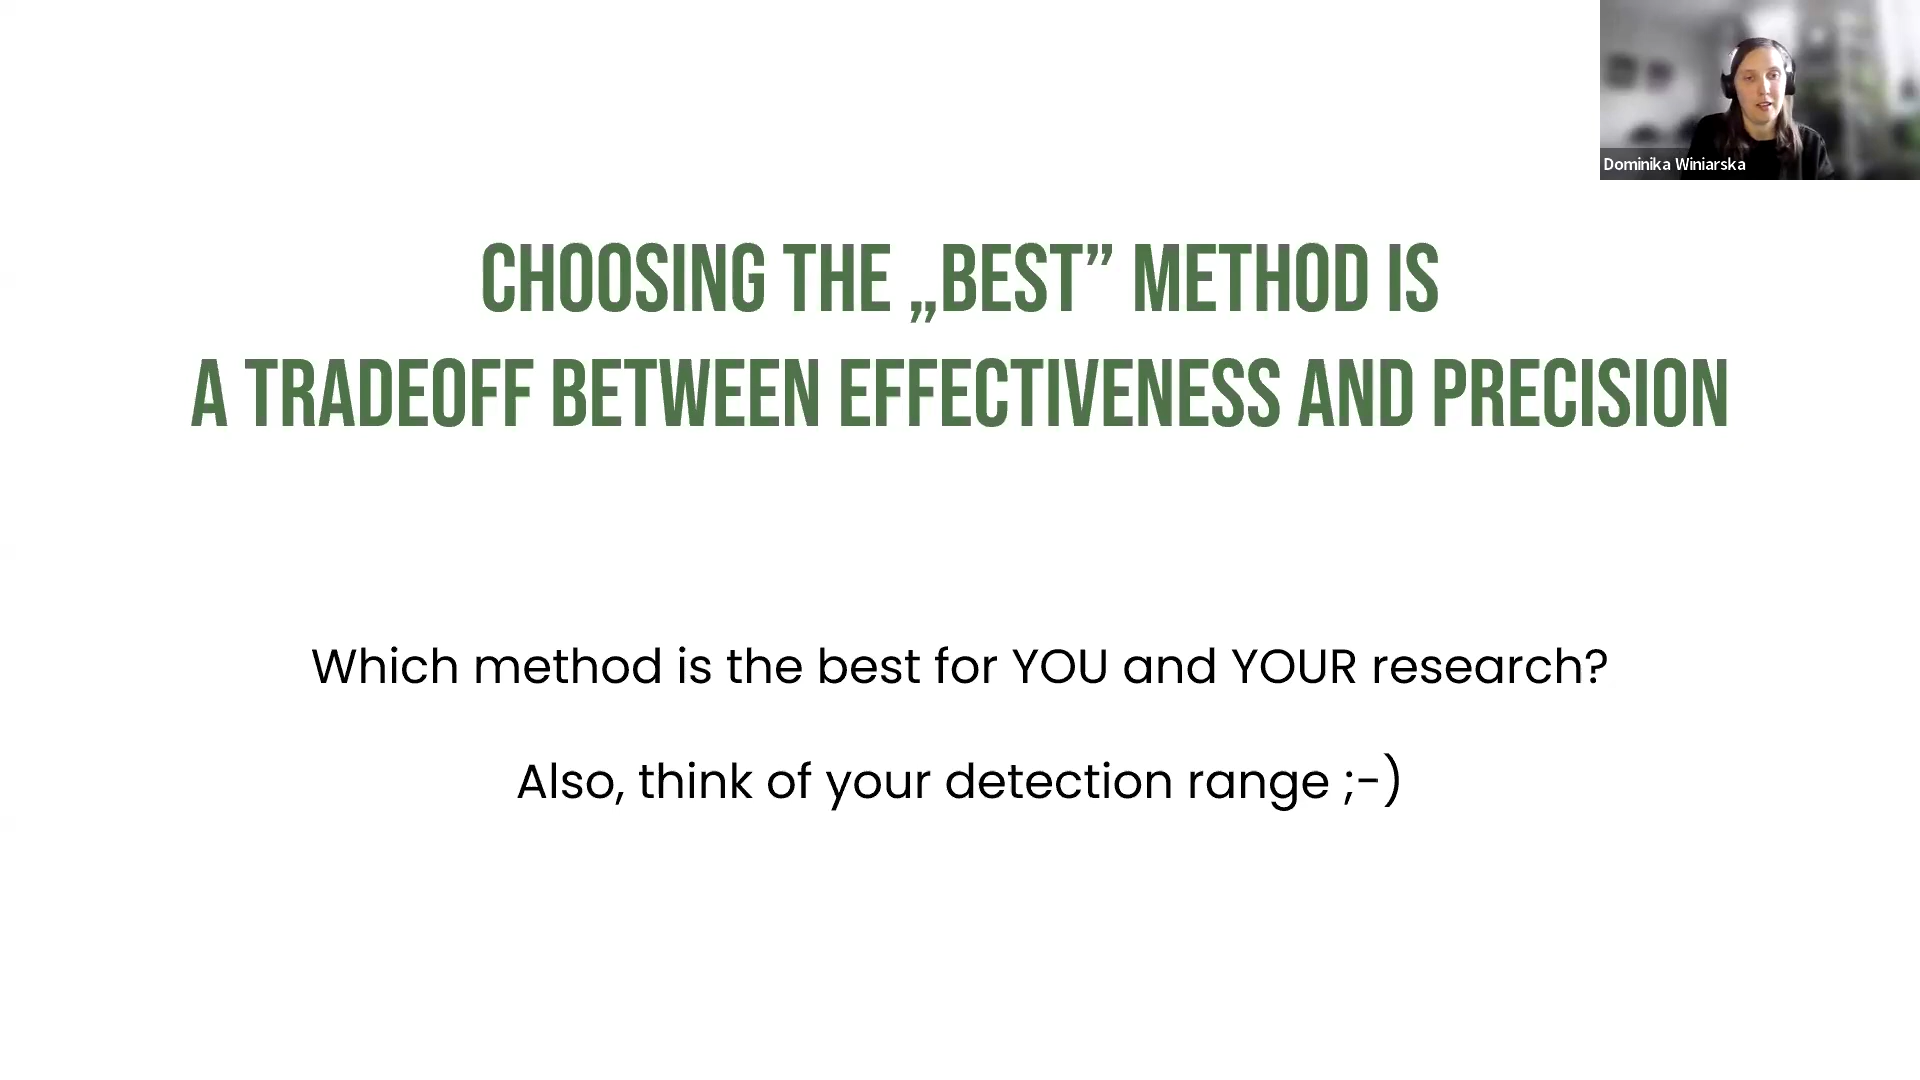 Dominika Winiarska
CHOOSING THE „BEST” METHOD IS
A TRADEOFF BETWEEN EFFECTIVENESS AND PRECISION
Which method is the best for YOU and YOUR research?
Also, think of your detection range ;-)